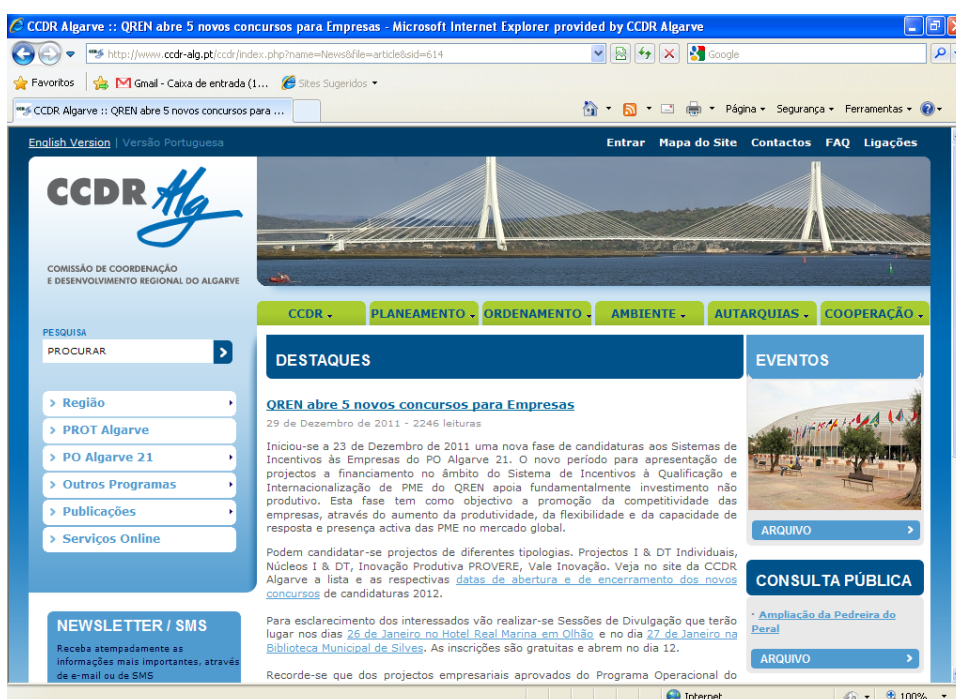 CCDR Algarve :: QREN abre 5 novos concursos para Empresas - Microsoft Internet Explorer provided by CCDR Algarve
http://www.ccdr-alg.pt/ccdr/index.php?name=News&file=article&sid=614
Google
Favoritos
Gmail - Caixa de entrada (1...
Sites Sugeridos
CCDR Algarve :: QREN abre 5 novos concursos para ...
Página
Segurança
Ferramentas
English Version | Versão Portuguesa
Entrar Mapa do Site Contactos FAQ Ligações
CCDR Alg
COMISSÃO DE COORDENAÇÃO
E DESENVOLVIMENTO REGIONAL DO ALGARVE
CCDR PLANEAMENTO ORDENAMENTO AMBIENTE AUTARQUIAS COOPERAÇÃO
PESQUISA
PROCURAR
> Região
> PROT Algarve
> PO Algarve 21
> Outros Programas
> Publicações
> Serviços Online
NEWSLETTER / SMS
Receba atempadamente as
informações mais importantes, através
de e-mail ou de SMS
DESTAQUES
QREN abre 5 novos concursos para Empresas
29 de Dezembro de 2011 - 2246 leituras
Iniciou-se a 23 de Dezembro de 2011 uma nova fase de candidaturas aos Sistemas de
Incentivos às Empresas do PO Algarve 21. O novo período para apresentação de
projectos a financiamento no âmbito do Sistema de Incentivos à Qualificação e
Internacionalização de PME do QREN apoia fundamentalmente investimento não
produtivo. Esta fase tem como objectivo a promoção da competitividade das
empresas, através do aumento da produtividade, da flexibilidade e da capacidade de
resposta e presença activa das PME no mercado global.
Podem candidatar-se projectos de diferentes tipologias. Projectos I & DT Individuais,
Núcleos I & DT, Inovação Produtiva PROVERE, Vale Inovação. Veja no site da CCDR
Algarve a lista e as respectivas datas de abertura e de encerramento dos novos
concursos de candidaturas 2012.
Para esclarecimento dos interessados vão realizar-se Sessões de Divulgação que terão
lugar nos dias 26 de Janeiro no Hotel Real Marina em Olhão e no dia 27 de Janeiro na
Biblioteca Municipal de Silves. As inscrições são gratuitas e abrem no dia 12.
Recorde-se que dos projectos empresariais aprovados do Programa Operacional do
EVENTOS
ARQUIVO >
CONSULTA PÚBLICA
· Ampliação da Pedreira do
Peral
ARQUIVO >
Internet
100%